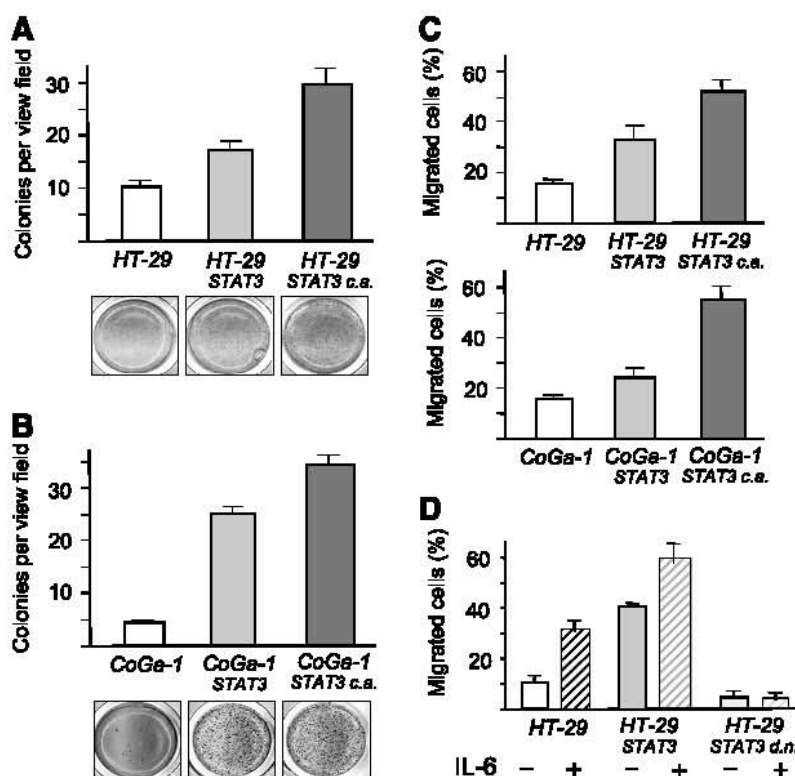 A
Colonies per view field
30
20
10
HT-29 HT-29 HT-29
STAT3 STAT3 c.a.
B
Colonies per view field
30
20
10
CoGa-1 CoGa-1 CoGa-1
STAT3 STAT3 c.a.
C
Migrated cells (%)
60
40
20
HT-29 HT-29 HT-29
STAT3 STAT3 c.a.
Migrated cells (%)
60
40
20
CoGa-1 CoGa-1 CoGa-1
STAT3 STAT3 c.a.
D
Migrated cells (%)
60
40
20
HT-29 HT-29 HT-29
STAT3 STAT3 d.n.
IL-6 – + – + – +